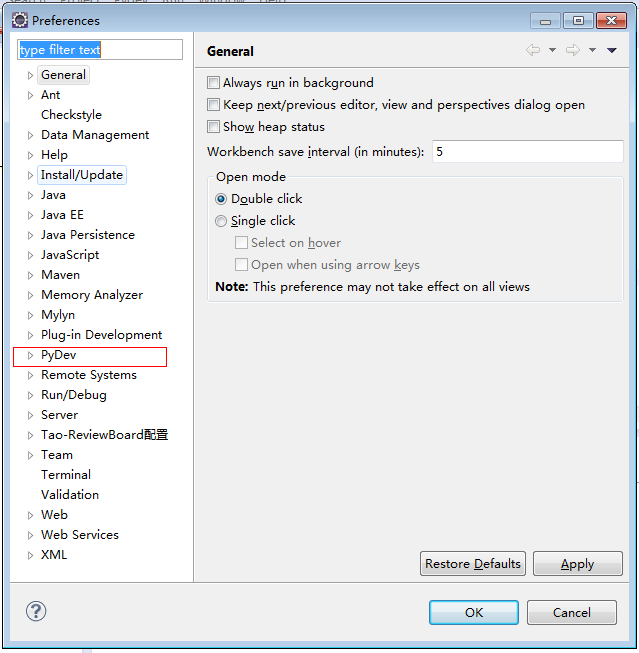 Preferences
type filter text
General
Ant
Checkstyle
Data Management
Help
Install/Update
Java
Java EE
Java Persistence
JavaScript
Maven
Memory Analyzer
Mylyn
Plug-in Development
PyDev
Remote Systems
Run/Debug
Server
Tao-ReviewBoard配置
Team
Terminal
Validation
Web
Web Services
XML
General
Always run in background
Keep next/previous editor, view and perspectives dialog open
Show heap status
Workbench save interval (in minutes): 5
Open mode
Double click
Single click
Select on hover
Open when using arrow keys
Note: This preference may not take effect on all views
Restore Defaults Apply
? OK Cancel